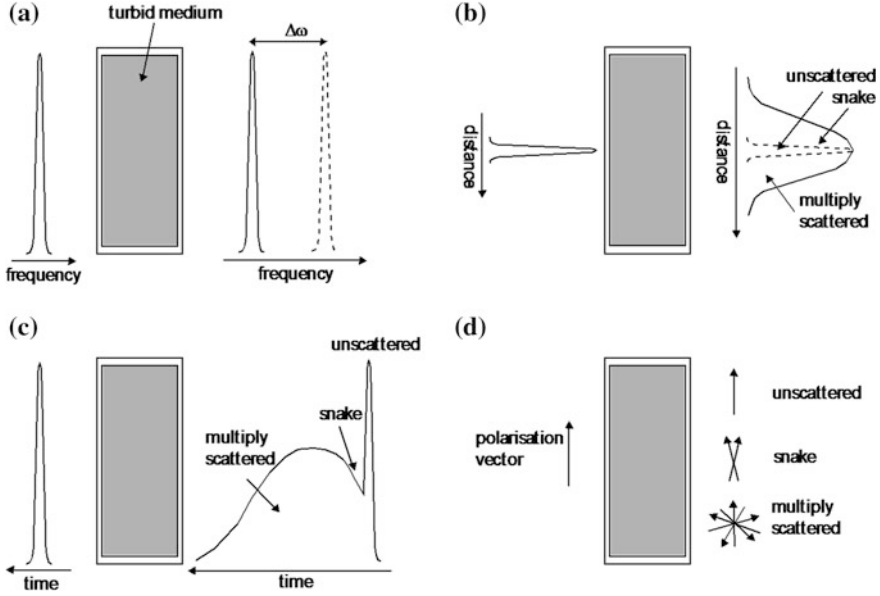 (a)
turbid medium
Δω
frequency
frequency
(b)
distance
unscattered
snake
distance
multiply
scattered
(c)
unscattered
snake
multiply
scattered
time
time
(d)
polarisation
vector
unscattered
snake
multiply
scattered